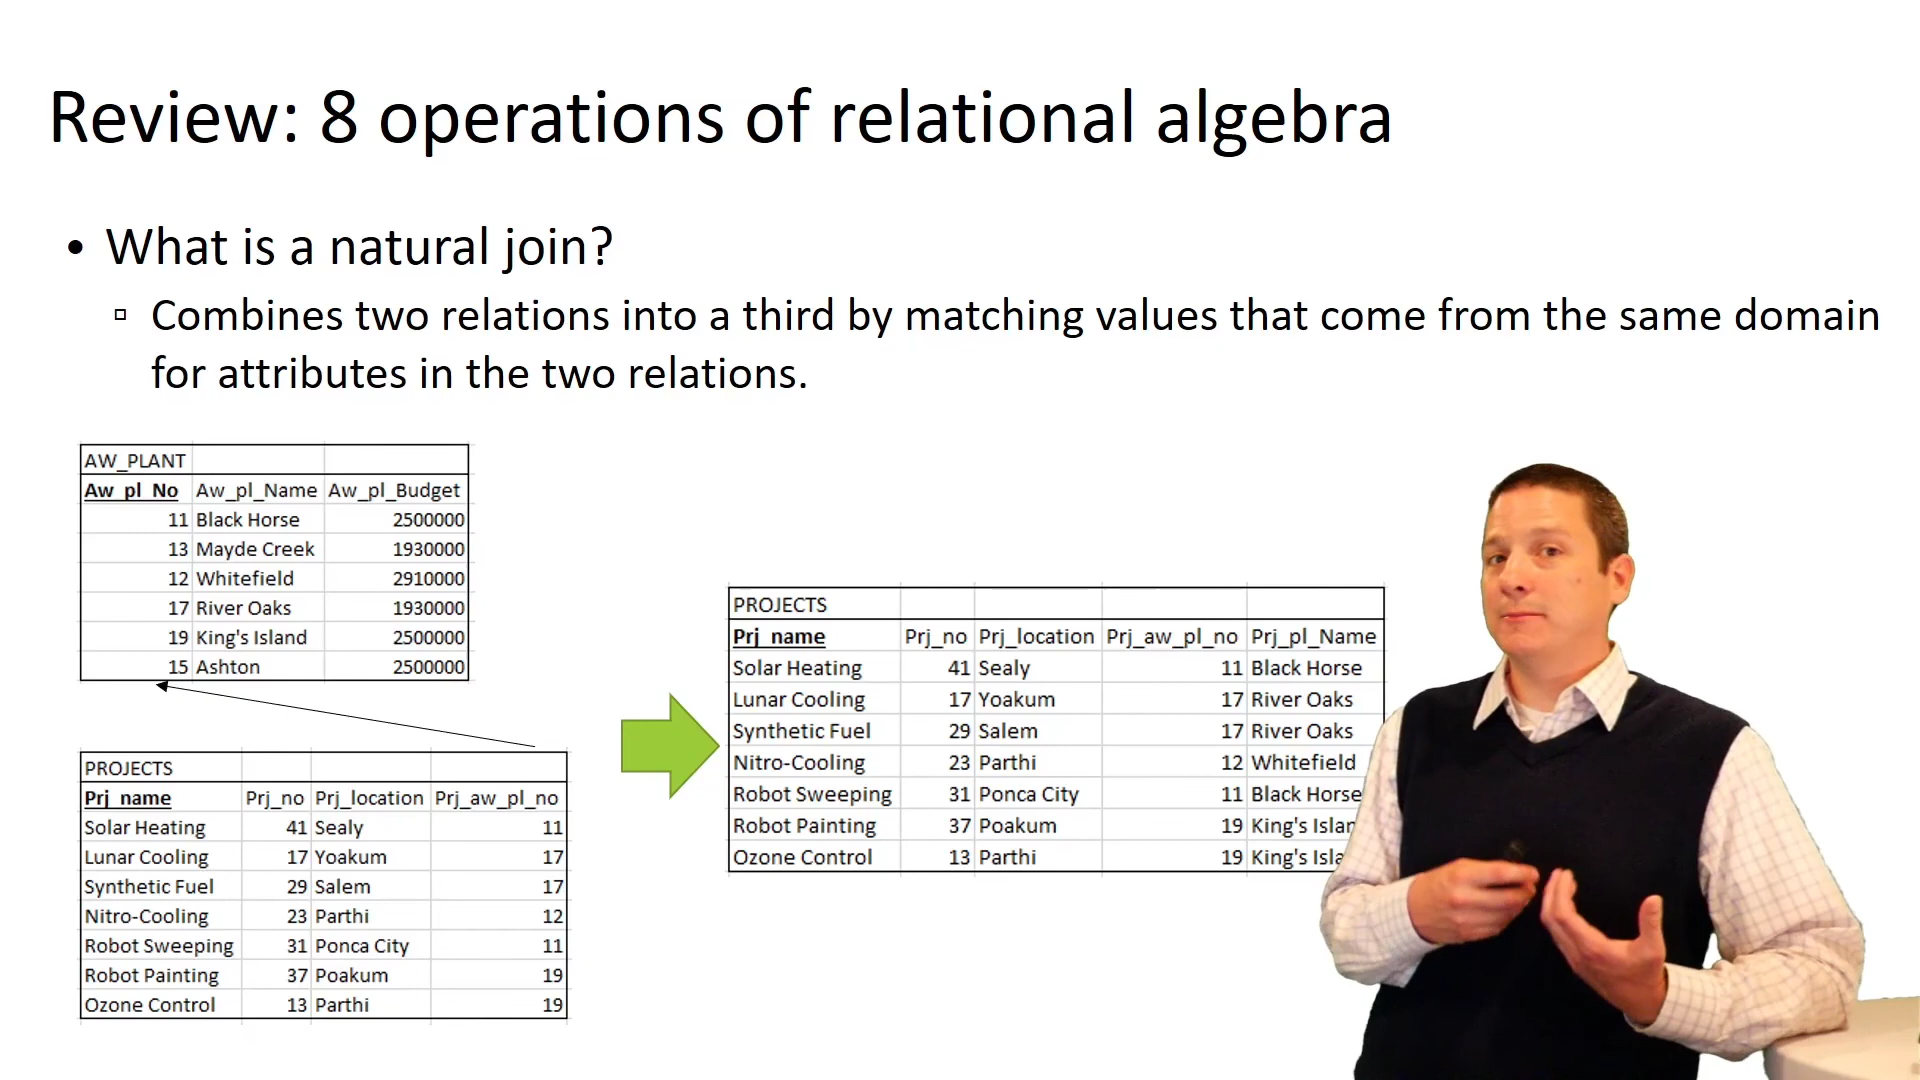 Review: 8 operations of relational algebra
• What is a natural join?
▫ Combines two relations into a third by matching values that come from the same domain
for attributes in the two relations.
AW_PLANT
Aw_pl_No Aw_pl_Name Aw_pl_Budget
11 Black Horse 2500000
13 Mayde Creek 1930000
12 Whitefield 2910000
17 River Oaks 1930000
19 King's Island 2500000
15 Ashton 2500000
PROJECTS
Prj_name Prj_no Prj_location Prj_aw_pl_no
Solar Heating 41 Sealy 11
Lunar Cooling 17 Yoakum 17
Synthetic Fuel 29 Salem 17
Nitro-Cooling 23 Parthi 12
Robot Sweeping 31 Ponca City 11
Robot Painting 37 Poakum 19
Ozone Control 13 Parthi 19
PROJECTS
Prj_name Prj_no Prj_location Prj_aw_pl_no Prj_pl_Name
Solar Heating 41 Sealy 11 Black Horse
Lunar Cooling 17 Yoakum 17 River Oaks
Synthetic Fuel 29 Salem 17 River Oaks
Nitro-Cooling 23 Parthi 12 Whitefield
Robot Sweeping 31 Ponca City 11 Black Horse
Robot Painting 37 Poakum 19 King's
Ozone Control 13 Parthi 19 King's